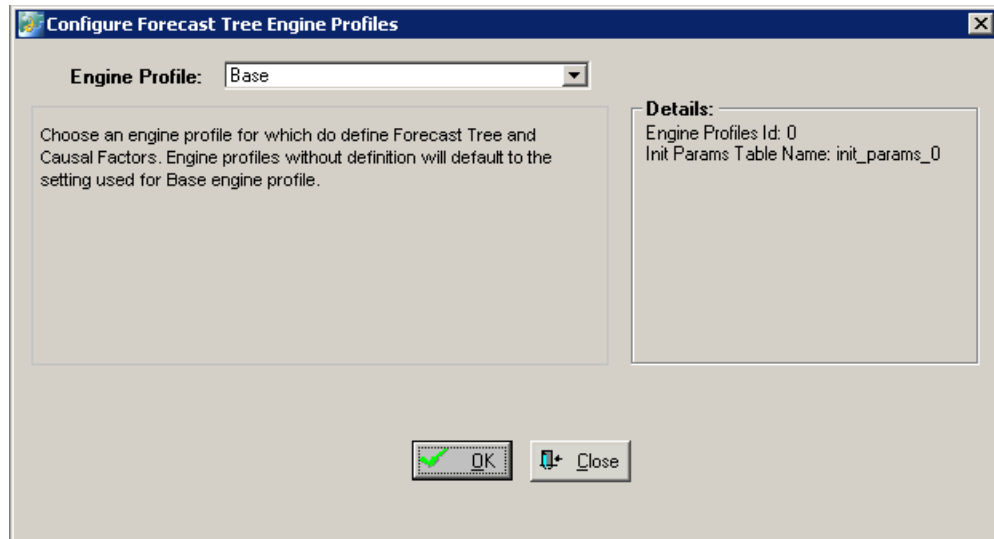 Configure Forecast Tree Engine Profiles
Engine Profile: Base
Choose an engine profile for which do define Forecast Tree and
Causal Factors. Engine profiles without definition will default to the
setting used for Base engine profile.
Details:
Engine Profiles Id: 0
Init Params Table Name: init_params_0
OK
Close